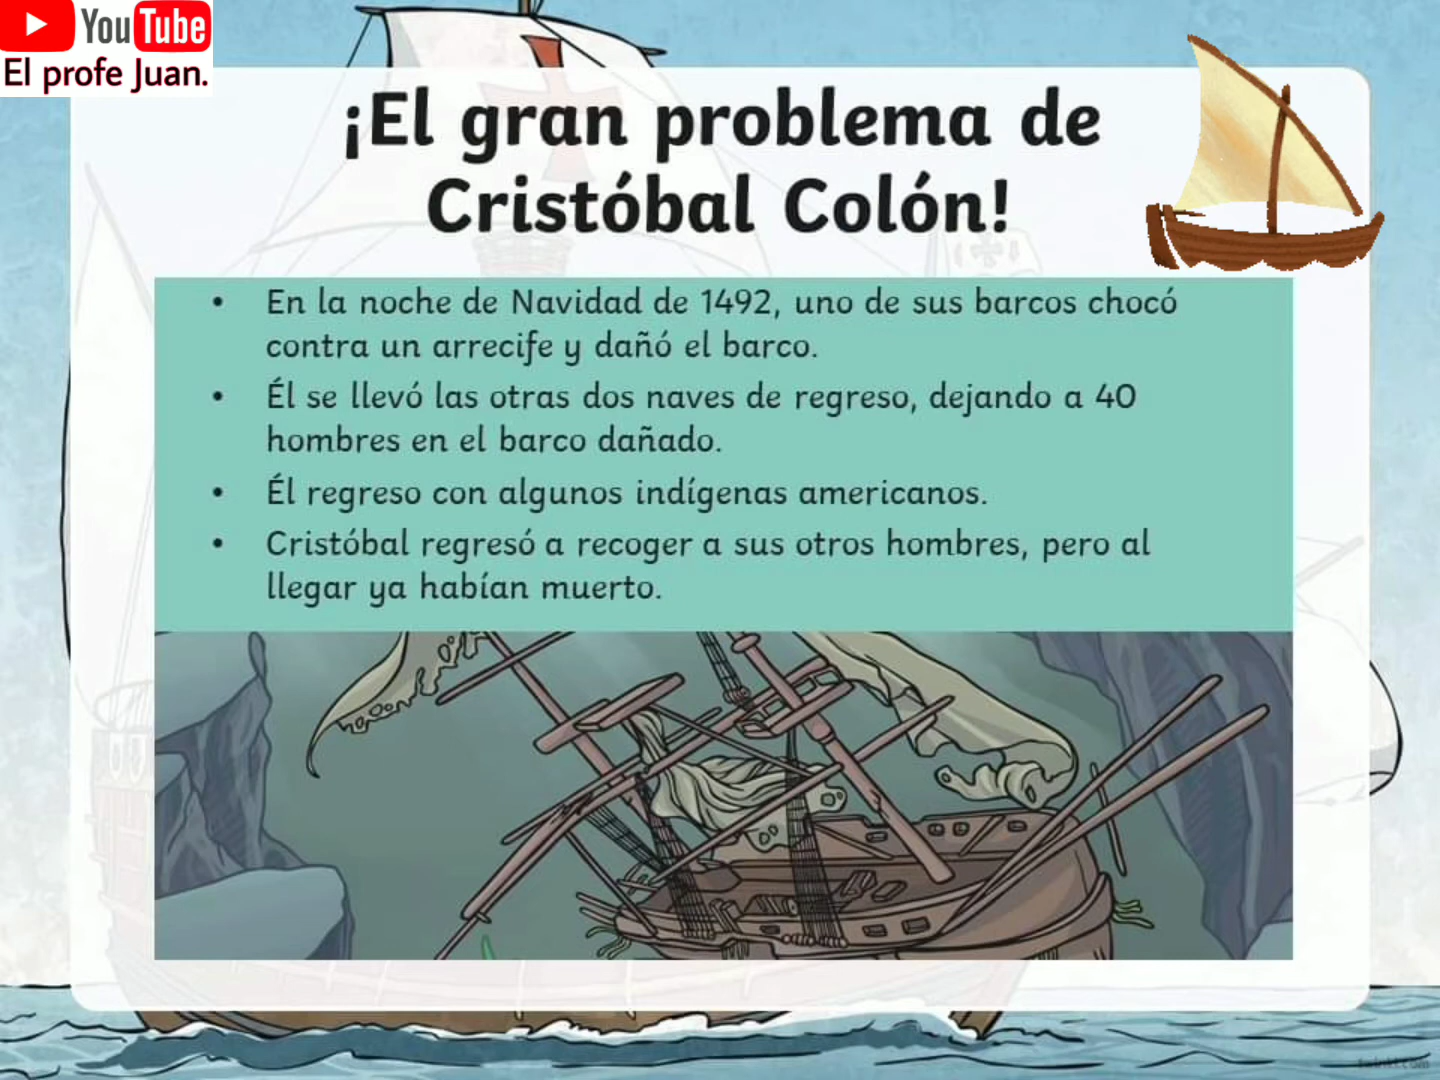 YouTube
El profe Juan.
¡El gran problema de
Cristóbal Colón!
• En la noche de Navidad de 1492, uno de sus barcos chocó
contra un arrecife y dañó el barco.
• Él se llevó las otras dos naves de regreso, dejando a 40
hombres en el barco dañado.
• Él regreso con algunos indígenas americanos.
• Cristóbal regresó a recoger a sus otros hombres, pero al
llegar ya habían muerto.